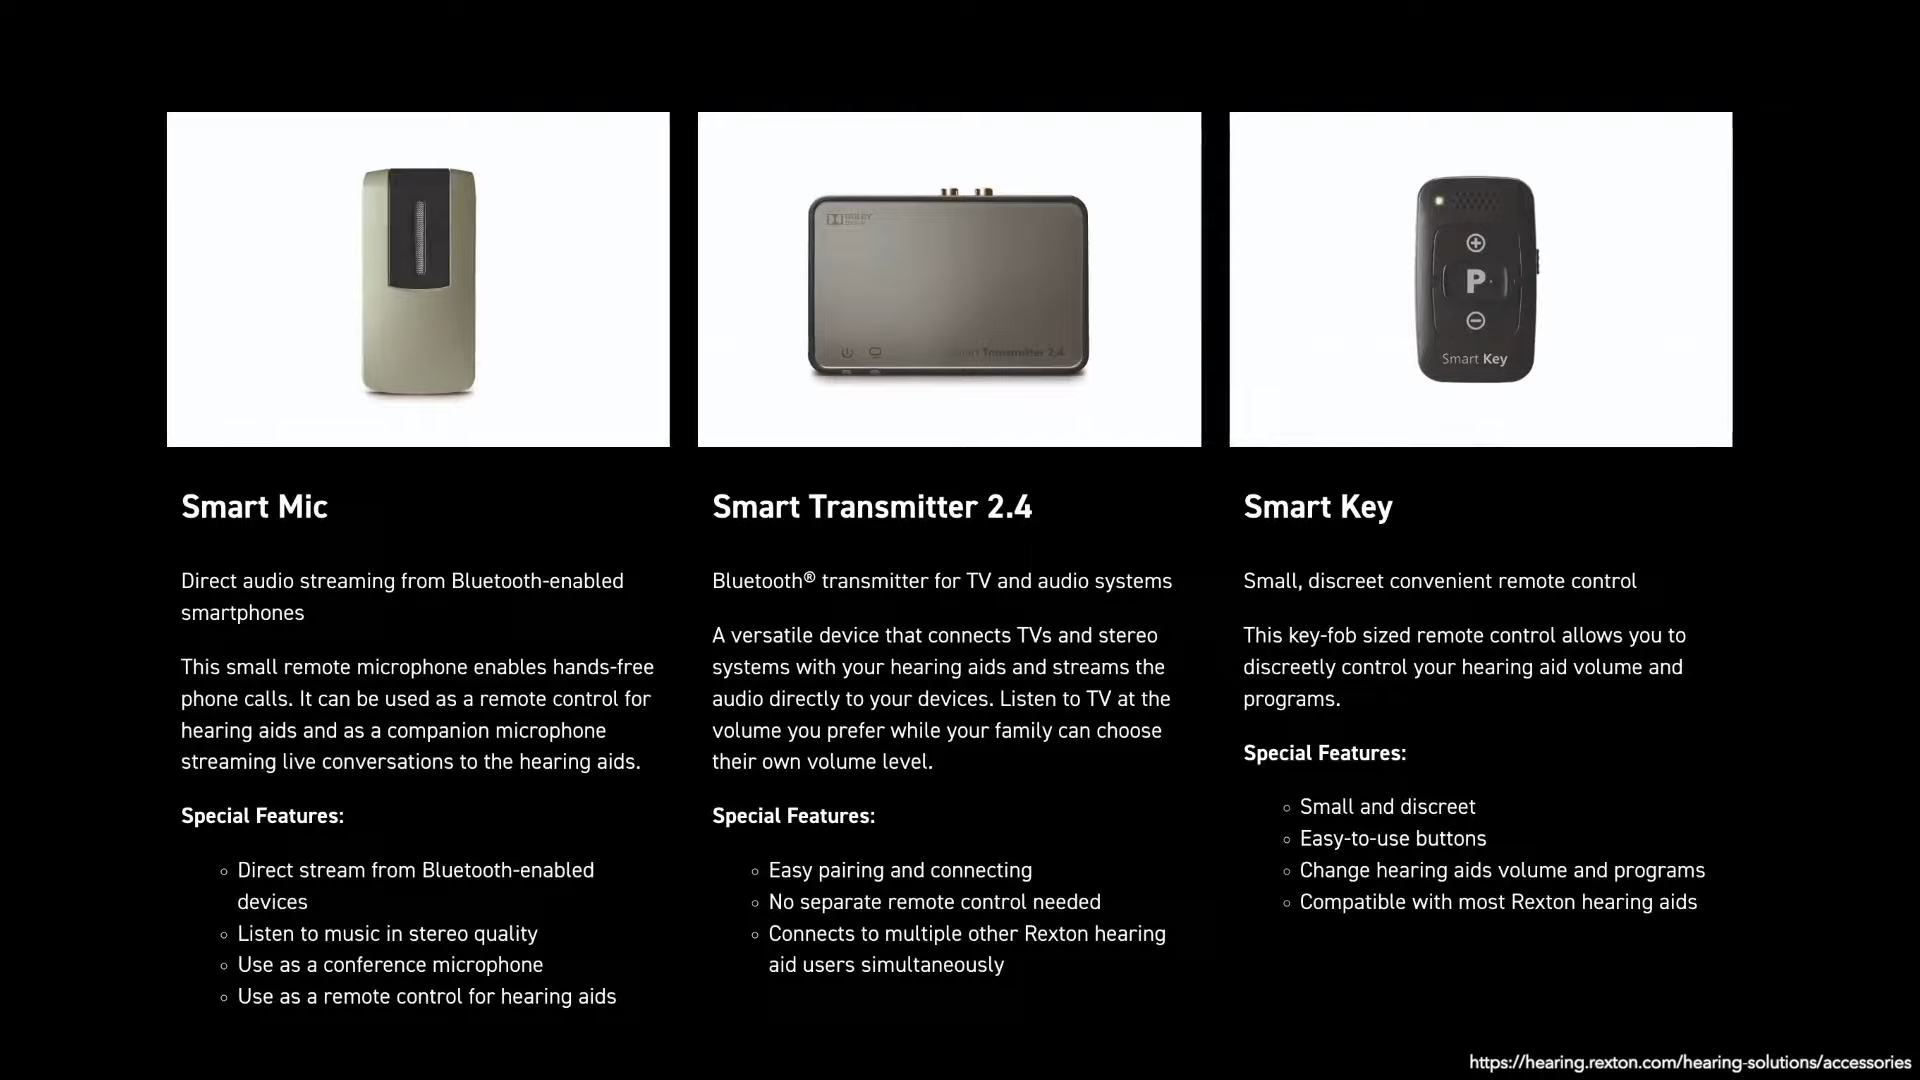 DOLBY
Smart Transmitter 2.4
P
Smart Key
Smart Mic
Direct audio streaming from Bluetooth-enabled
smartphones
This small remote microphone enables hands-free
phone calls. It can be used as a remote control for
hearing aids and as a companion microphone
streaming live conversations to the hearing aids.
Special Features:
Direct stream from Bluetooth-enabled
devices
Listen to music in stereo quality
Use as a conference microphone
Use as a remote control for hearing aids
Smart Transmitter 2.4
Bluetooth® transmitter for TV and audio systems
A versatile device that connects TVs and stereo
systems with your hearing aids and streams the
audio directly to your devices. Listen to TV at the
volume you prefer while your family can choose
their own volume level.
Special Features:
Easy pairing and connecting
No separate remote control needed
Connects to multiple other Rexton hearing
aid users simultaneously
Smart Key
Small, discreet convenient remote control
This key-fob sized remote control allows you to
discreetly control your hearing aid volume and
programs.
Special Features:
Small and discreet
Easy-to-use buttons
Change hearing aids volume and programs
Compatible with most Rexton hearing aids
https://hearing.rexton.com/hearing-solutions/accessories